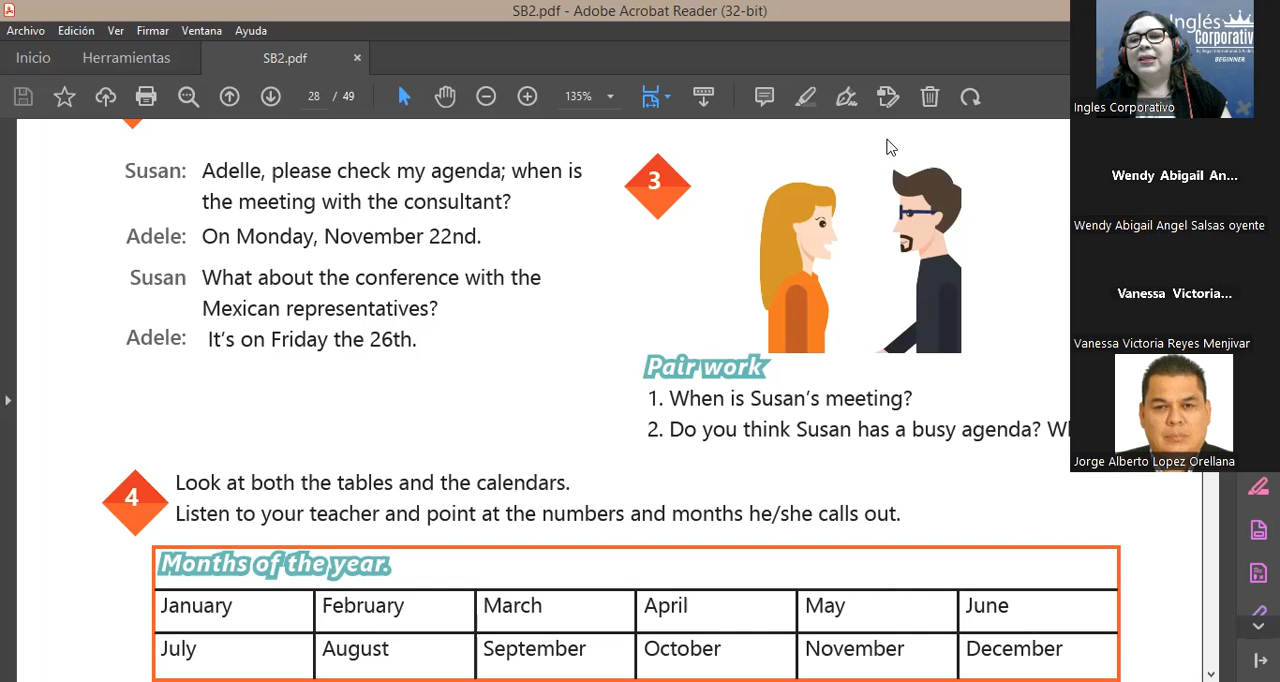 SB2.pdf - Adobe Acrobat Reader (32-bit)
Archivo Edición Ver Firmar Ventana Ayuda
Inicio Herramientas SB2.pdf ×
28 / 49 135%
Susan: Adelle, please check my agenda; when is
the meeting with the consultant?
Adele: On Monday, November 22nd.
Susan What about the conference with the
Mexican representatives?
Adele: It's on Friday the 26th.
3
Pair work
1. When is Susan's meeting?
2. Do you think Susan has a busy agenda?
4
Look at both the tables and the calendars.
Listen to your teacher and point at the numbers and months he/she calls out.
Months of the year.
January February March April May June
July August September October November December
Inglés
Corporativ
BEGINNER
Ingles Corporativo
Wendy Abigail An...
Wendy Abigail Angel Salsas oyente
Vanessa Victoria...
Vanessa Victoria Reyes Menjivar
Jorge Alberto Lopez Orellana